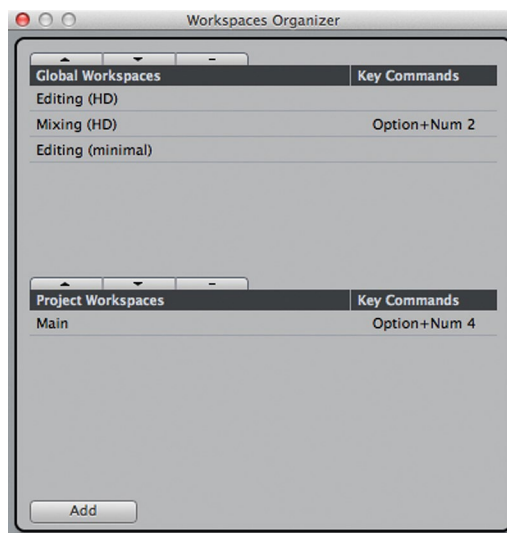 Workspaces Organizer
Global Workspaces Key Commands
Editing (HD)
Mixing (HD) Option+Num 2
Editing (minimal)
Project Workspaces Key Commands
Main Option+Num 4
Add